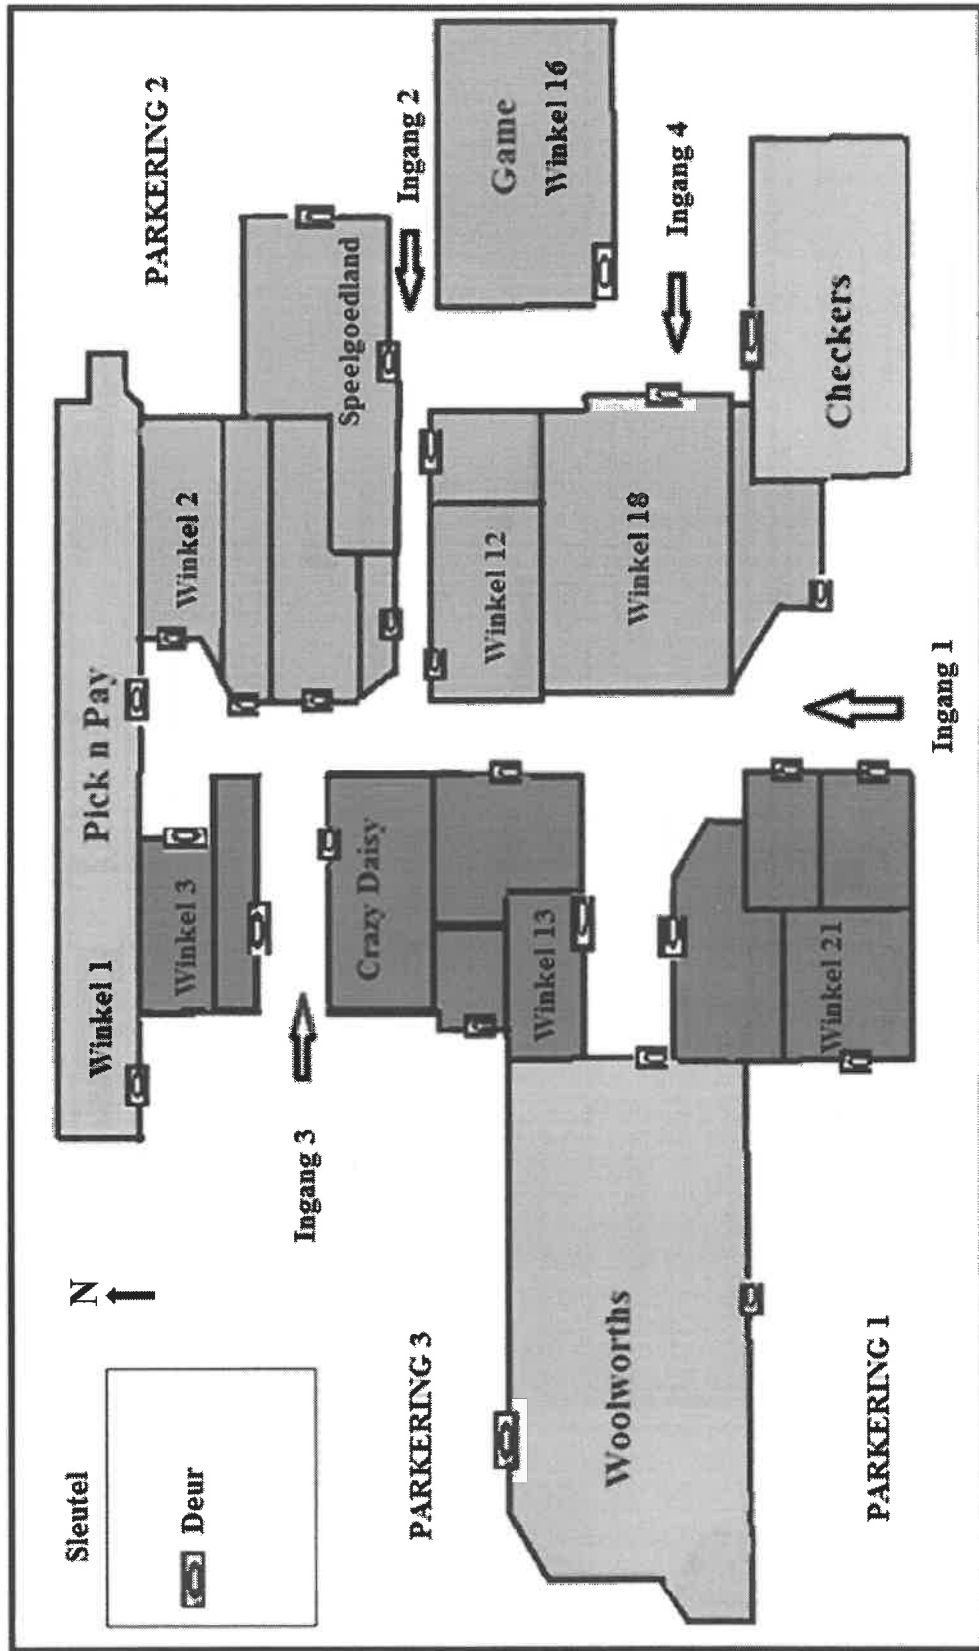 Sleutel
Deur
N
PARKERING 3
PARKERING 1
Woolworths
Ingang 3
Winkel 1
Pick n Pay
Winkel 3
Winkel 2
Crazy Daisy
Winkel 13
Winkel 21
Speelgoedland
Winkel 12
Winkel 18
Ingang 1
PARKERING 2
Ingang 2
Game
Winkel 16
Ingang 4
Checkers